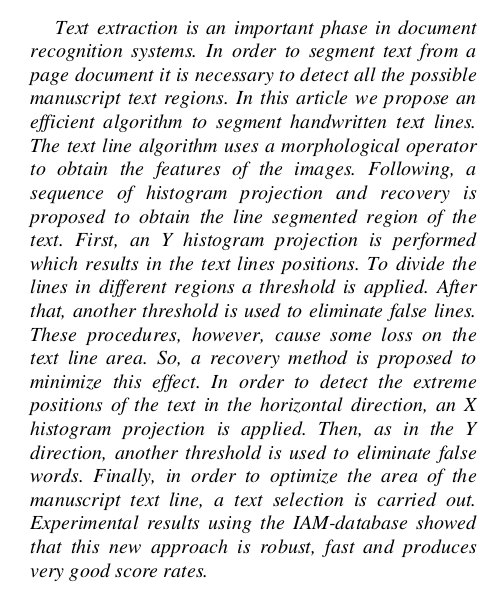 Text extraction is an important phase in document
recognition systems. In order to segment text from a
page document it is necessary to detect all the possible
manuscript text regions. In this article we propose an
efficient algorithm to segment handwritten text lines.
The text line algorithm uses a morphological operator
to obtain the features of the images. Following, a
sequence of histogram projection and recovery is
proposed to obtain the line segmented region of the
text. First, an Y histogram projection is performed
which results in the text lines positions. To divide the
lines in different regions a threshold is applied. After
that, another threshold is used to eliminate false lines.
These procedures, however, cause some loss on the
text line area. So, a recovery method is proposed to
minimize this effect. In order to detect the extreme
positions of the text in the horizontal direction, an X
histogram projection is applied. Then, as in the Y
direction, another threshold is used to eliminate false
words. Finally, in order to optimize the area of the
manuscript text line, a text selection is carried out.
Experimental results using the IAM-database showed
that this new approach is robust, fast and produces
very good score rates.